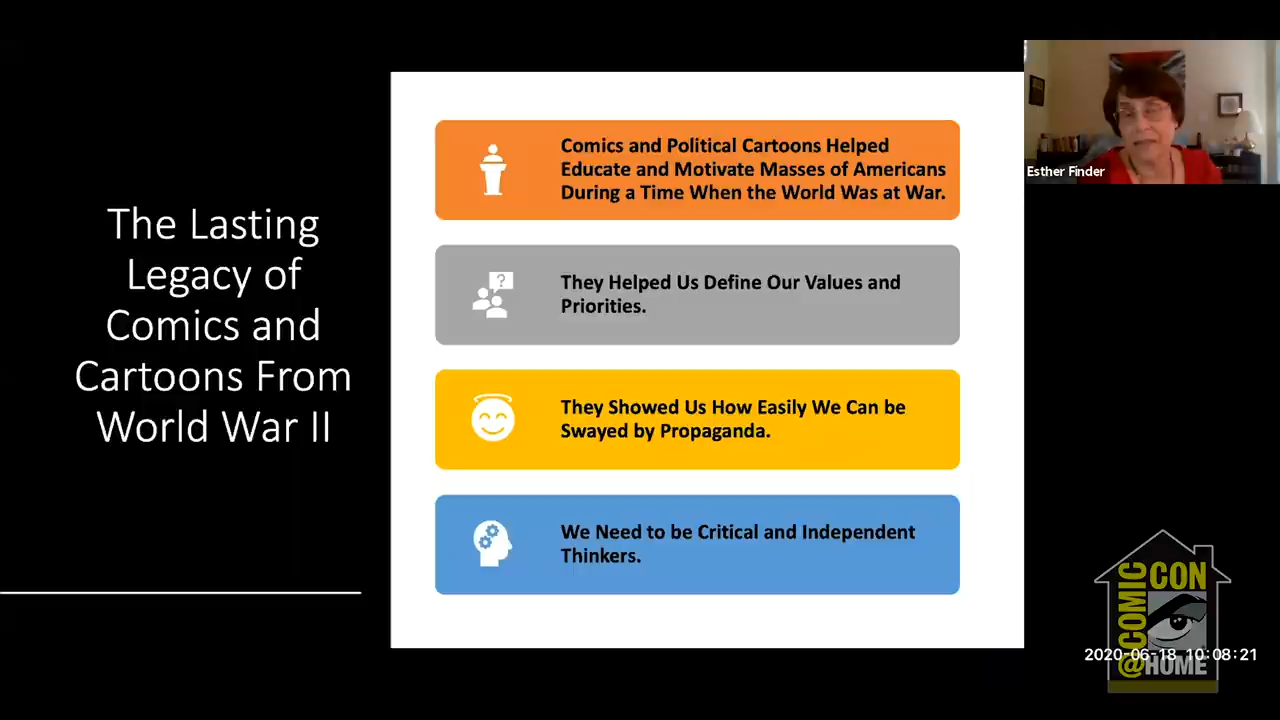 The Lasting
Legacy of
Comics and
Cartoons From
World War II
Comics and Political Cartoons Helped
Educate and Motivate Masses of Americans
During a Time When the World Was at War.
?
They Helped Us Define Our Values and
Priorities.
They Showed Us How Easily We Can be
Swayed by Propaganda.
We Need to be Critical and Independent
Thinkers.
Esther Finder
COMIC
CON
@HOME
2020-06-18 10:08:21